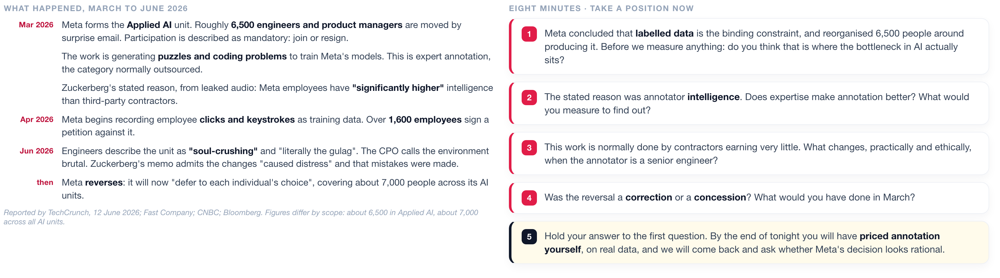 WHAT HAPPENED, MARCH TO JUNE 2026
Mar 2026
Meta forms the Applied AI unit. Roughly 6,500 engineers and product managers are moved by
surprise email. Participation is described as mandatory: join or resign.
The work is generating puzzles and coding problems to train Meta's models. This is expert annotation,
the category normally outsourced.
Zuckerberg's stated reason, from leaked audio: Meta employees have "significantly higher" intelligence
than third-party contractors.
Apr 2026
Meta begins recording employee clicks and keystrokes as training data. Over 1,600 employees sign a
petition against it.
Jun 2026
Engineers describe the unit as "soul-crushing" and "literally the gulag". The CPO calls the environment
brutal. Zuckerberg's memo admits the changes "caused distress" and that mistakes were made.
then
Meta reverses: it will now "defer to each individual's choice", covering about 7,000 people across its AI
units.
Reported by TechCrunch, 12 June 2026; Fast Company; CNBC; Bloomberg. Figures differ by scope: about 6,500 in Applied AI, about 7,000
across all AI units.
EIGHT MINUTES · TAKE A POSITION NOW
1
Meta concluded that labelled data is the binding constraint, and reorganised 6,500 people around
producing it. Before we measure anything: do you think that is where the bottleneck in AI actually
sits?
2
The stated reason was annotator intelligence. Does expertise make annotation better? What would
you measure to find out?
3
This work is normally done by contractors earning very little. What changes, practically and ethically,
when the annotator is a senior engineer?
4
Was the reversal a correction or a concession? What would you have done in March?
5
Hold your answer to the first question. By the end of tonight you will have priced annotation
yourself, on real data, and we will come back and ask whether Meta's decision looks rational.